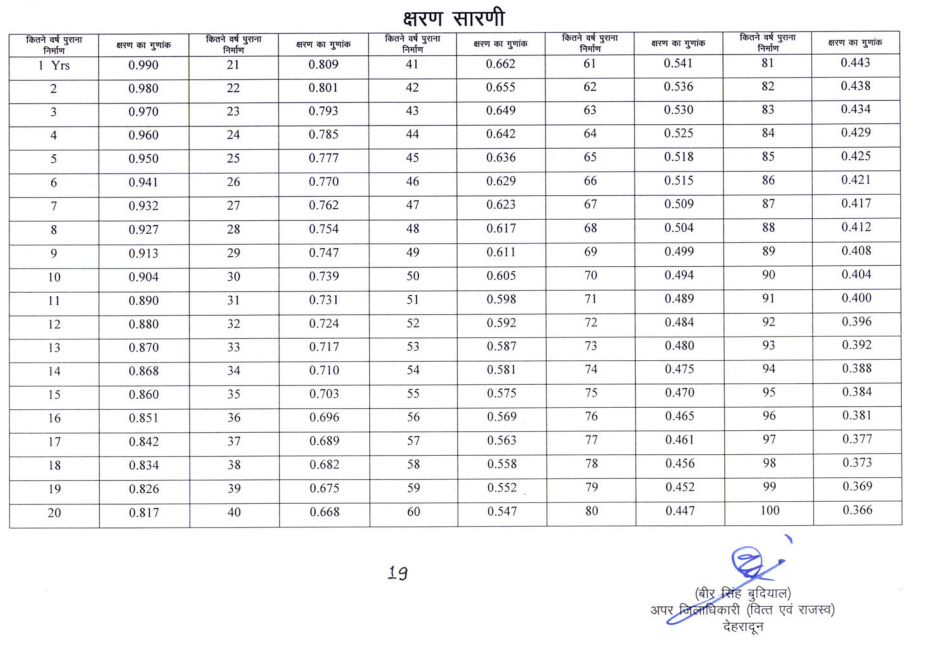 क्षरण सारणी
कितने वर्ष पुराना निर्माण क्षरण का गुणांक कितने वर्ष पुराना निर्माण क्षरण का गुणांक कितने वर्ष पुराना निर्माण क्षरण का गुणांक कितने वर्ष पुराना निर्माण क्षरण का गुणांक कितने वर्ष पुराना निर्माण क्षरण का गुणांक
1 Yrs 0.990 21 0.809 41 0.662 61 0.541 81 0.443
2 0.980 22 0.801 42 0.655 62 0.536 82 0.438
3 0.970 23 0.793 43 0.649 63 0.530 83 0.434
4 0.960 24 0.785 44 0.642 64 0.525 84 0.429
5 0.950 25 0.777 45 0.636 65 0.518 85 0.425
6 0.941 26 0.770 46 0.629 66 0.515 86 0.421
7 0.932 27 0.762 47 0.623 67 0.509 87 0.417
8 0.927 28 0.754 48 0.617 68 0.504 88 0.412
9 0.913 29 0.747 49 0.611 69 0.499 89 0.408
10 0.904 30 0.739 50 0.605 70 0.494 90 0.404
11 0.890 31 0.731 51 0.598 71 0.489 91 0.400
12 0.880 32 0.724 52 0.592 72 0.484 92 0.396
13 0.870 33 0.717 53 0.587 73 0.480 93 0.392
14 0.868 34 0.710 54 0.581 74 0.475 94 0.388
15 0.860 35 0.703 55 0.575 75 0.470 95 0.384
16 0.851 36 0.696 56 0.569 76 0.465 96 0.381
17 0.842 37 0.689 57 0.563 77 0.461 97 0.377
18 0.834 38 0.682 58 0.558 78 0.456 98 0.373
19 0.826 39 0.675 59 0.552 79 0.452 99 0.369
20 0.817 40 0.668 60 0.547 80 0.447 100 0.366
19
(बीर सिंह बुदियाल)
अपर जिलाधिकारी (वित्त एवं राजस्व)
देहरादून